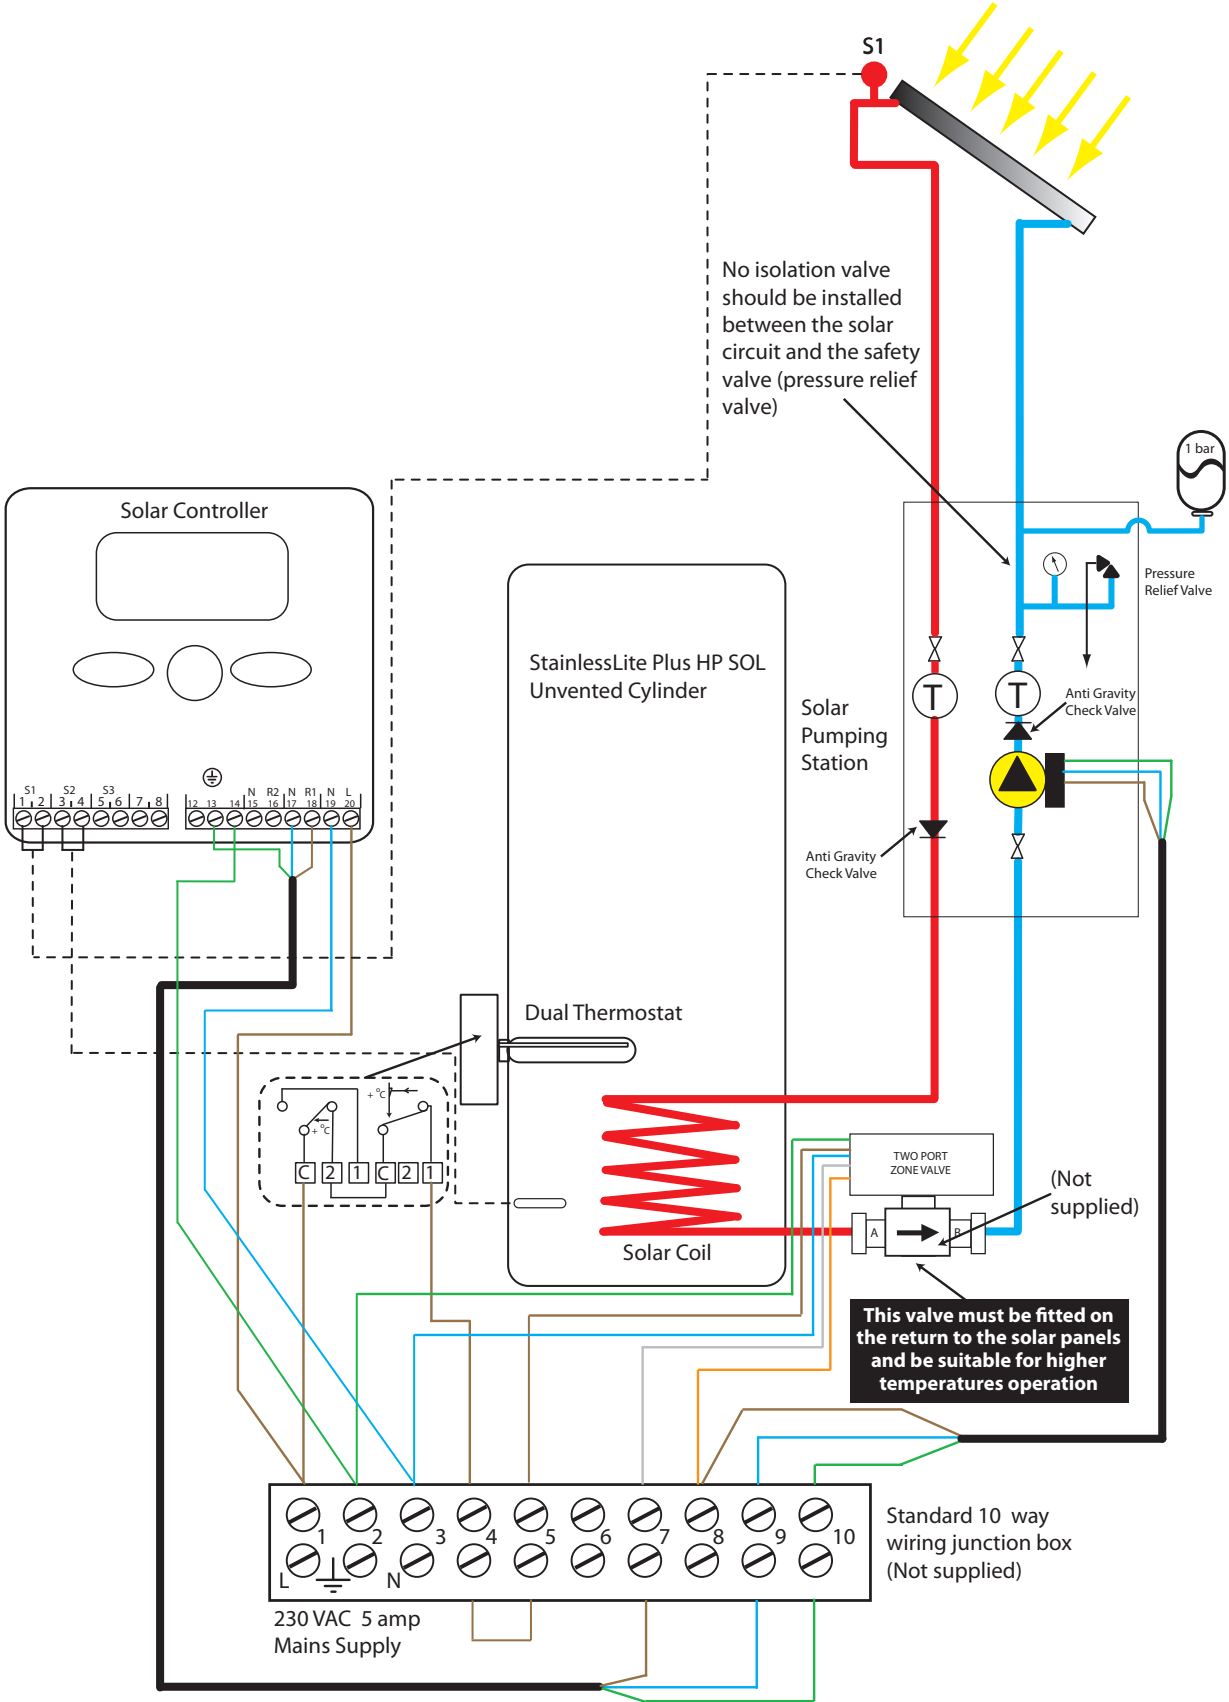 S1
No isolation valve
should be installed
between the solar
circuit and the safety
valve (pressure relief
valve)
1 bar
Solar Controller
Pressure
Relief Valve
StainlessLite Plus HP SOL
Unvented Cylinder
T
T
Solar
Pumping
Station
Anti Gravity
Check Valve
Anti Gravity
Check Valve
S1 S2 S3
1 2 3 4 5 6 7 8
N R2 N R1 N L
12 13 14 15 16 17 18 19 20
Dual Thermostat
+ °C
+ °C
C 2 1 C 2 1
TWO PORT
ZONE VALVE
(Not
supplied)
A B
Solar Coil
This valve must be fitted on
the return to the solar panels
and be suitable for higher
temperatures operation
1 2 3 4 5 6 7 8 9 10
L N
Standard 10 way
wiring junction box
(Not supplied)
230 VAC 5 amp
Mains Supply